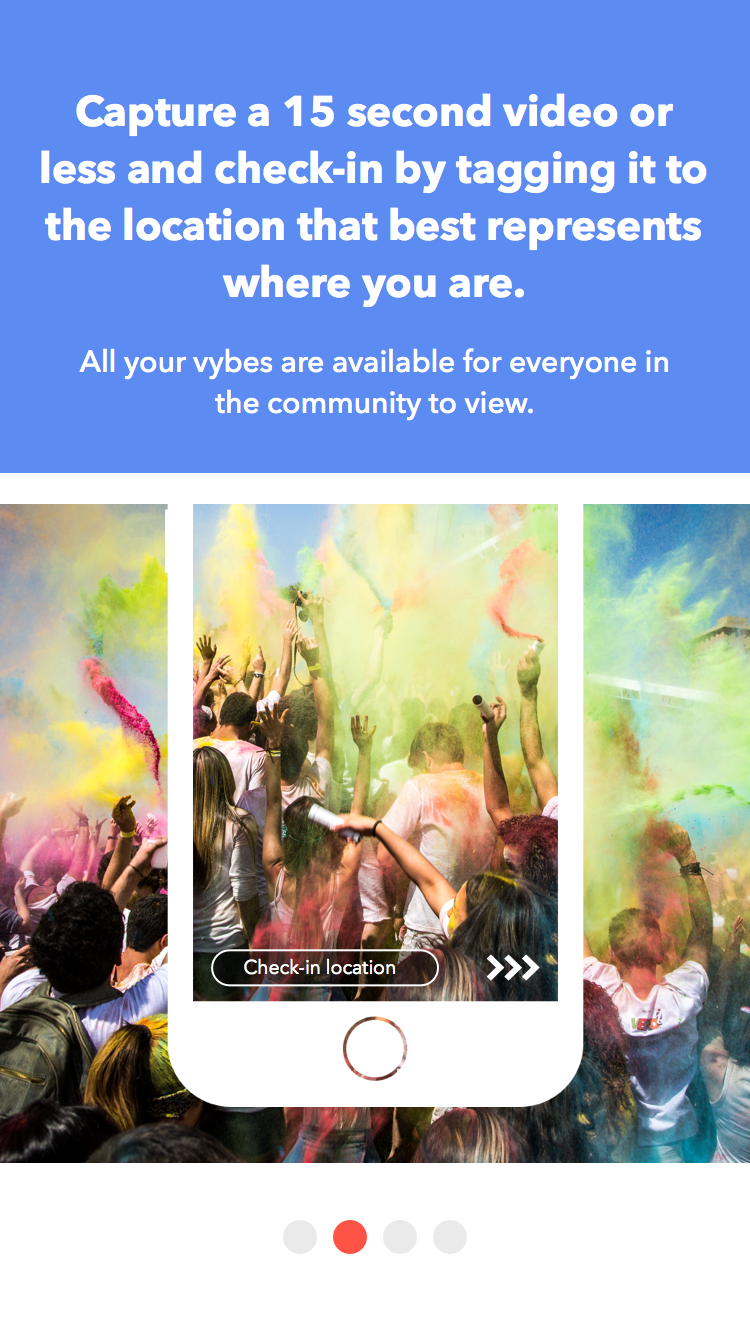 Capture a 15 second video or
less and check-in by tagging it to
the location that best represents
where you are.
All your vybes are available for everyone in
the community to view.
Check-in location